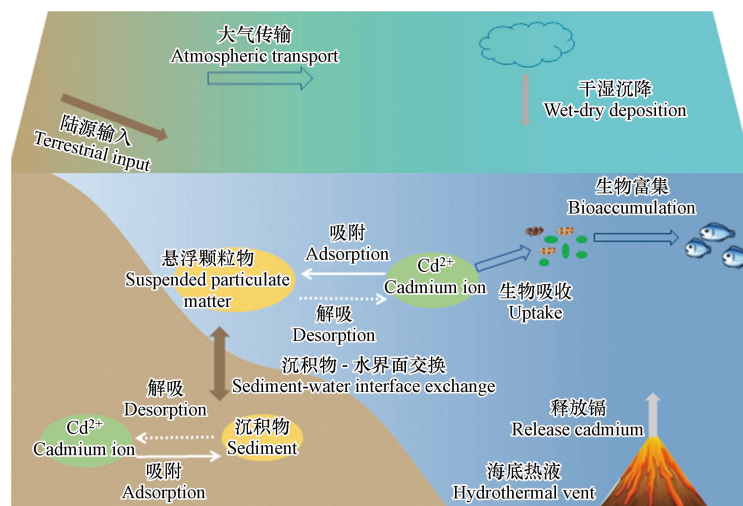 大气传输
Atmospheric transport
干湿沉降
Wet-dry deposition
陆源输入
Terrestrial input
生物富集
Bioaccumulation
吸附
Adsorption
悬浮颗粒物
Suspended particulate
matter
Cd²⁺
Cadmium ion
解吸
Desorption
生物吸收
Uptake
沉积物 - 水界面交换
Sediment-water interface exchange
解吸
Desorption
Cd²⁺
Cadmium ion
沉积物
Sediment
吸附
Adsorption
释放镉
Release cadmium
海底热液
Hydrothermal vent